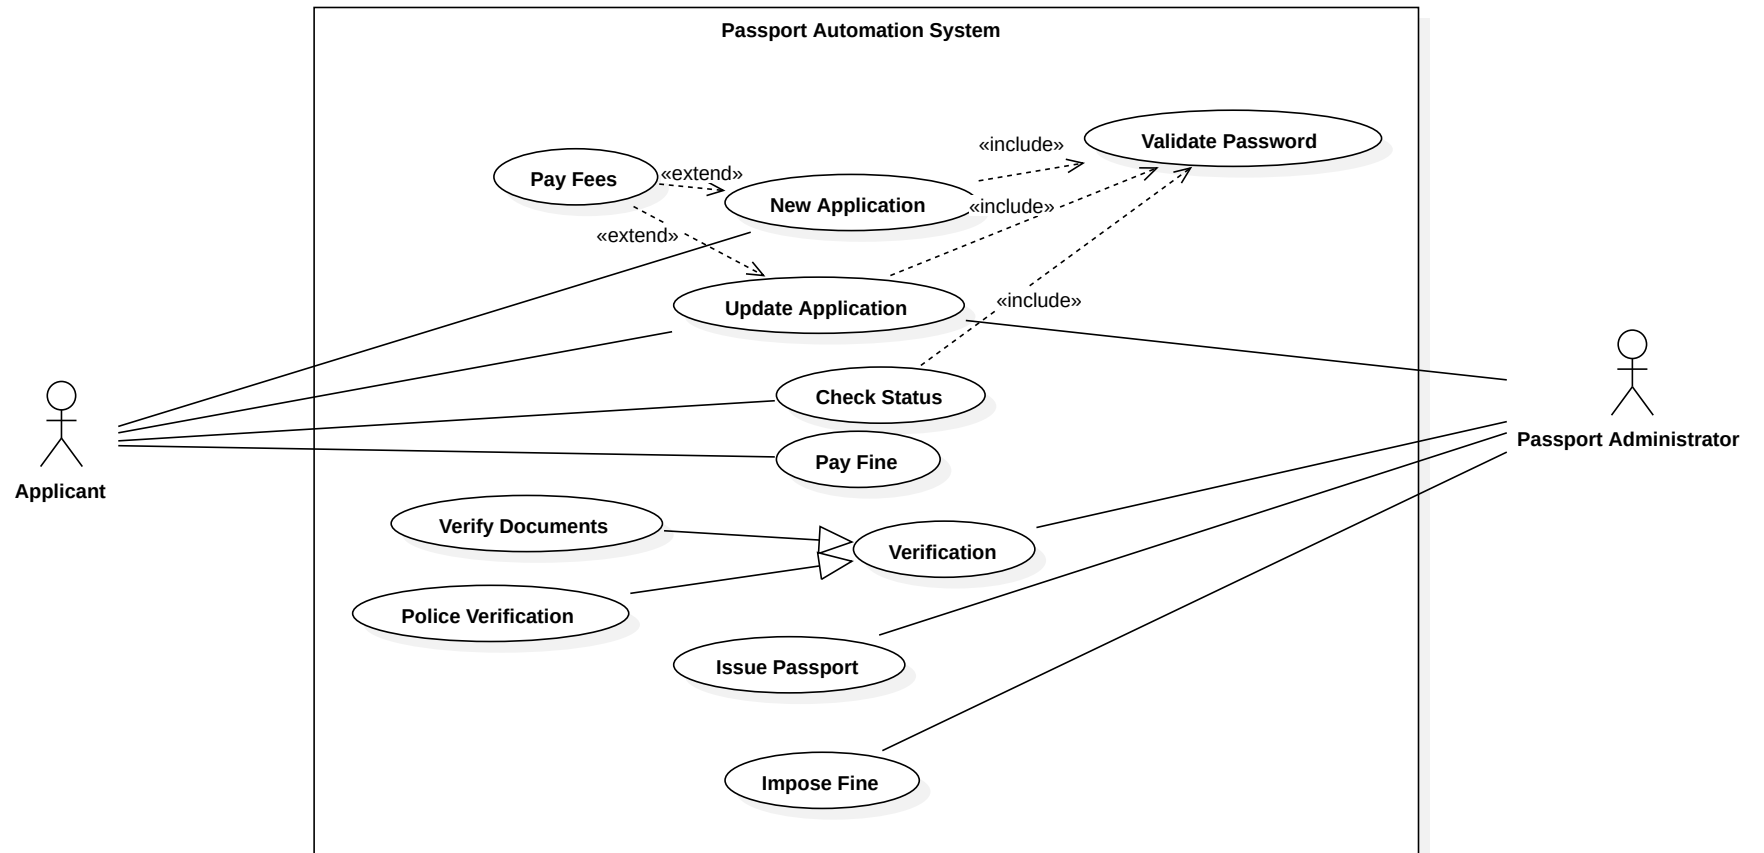 Passport Automation System
Validate Password
«include»
Pay Fees
«extend»
New Application
«include»
«extend»
Update Application
«include»
Check Status
Passport Administrator
Pay Fine
Applicant
Verify Documents
Verification
Police Verification
Issue Passport
Impose Fine